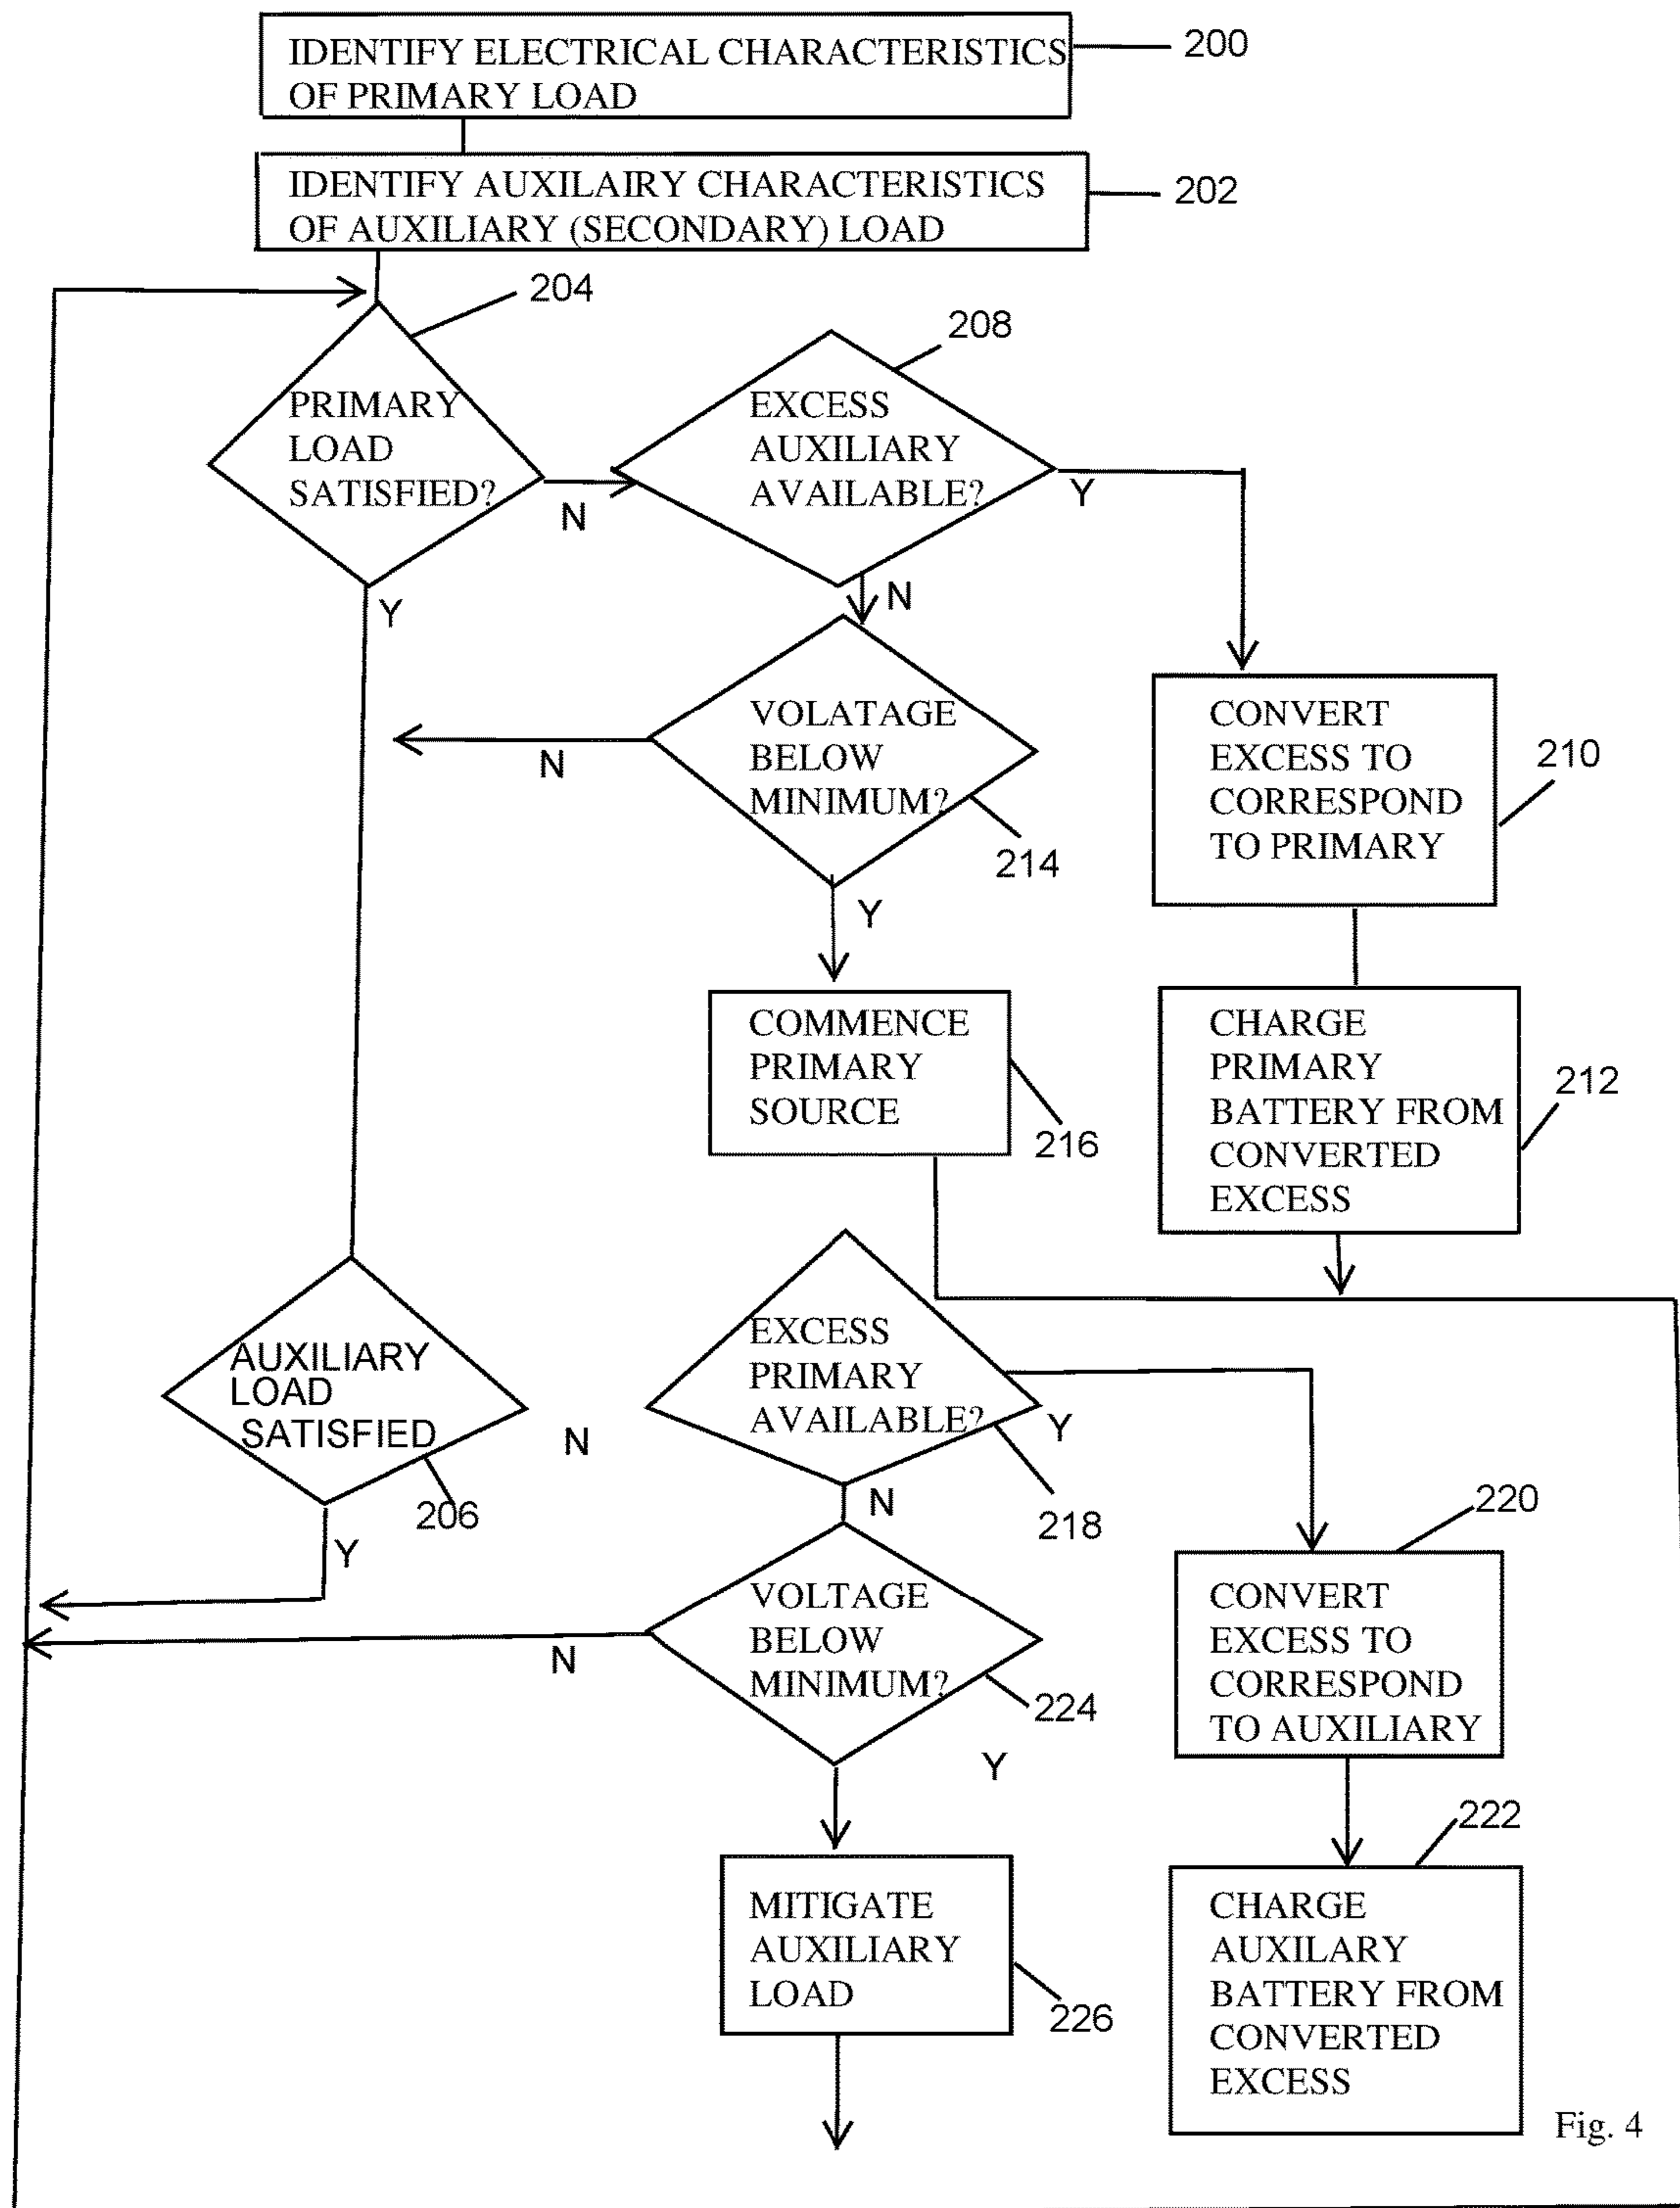 IDENTIFY ELECTRICAL CHARACTERISTICS
OF PRIMARY LOAD
200
IDENTIFY AUXILAIRY CHARACTERISTICS
OF AUXILIARY (SECONDARY) LOAD
202
204
PRIMARY
LOAD
SATISFIED?
N
Y
208
EXCESS
AUXILIARY
AVAILABLE?
Y
N
VOLATAGE
BELOW
MINIMUM?
N
214
Y
CONVERT
EXCESS TO
CORRESPOND
TO PRIMARY
210
COMMENCE
PRIMARY
SOURCE
216
CHARGE
PRIMARY
BATTERY FROM
CONVERTED
EXCESS
212
AUXILIARY
LOAD
SATISFIED
N
206
Y
EXCESS
PRIMARY
AVAILABLE?
Y
N
218
220
VOLTAGE
BELOW
MINIMUM?
N
224
Y
CONVERT
EXCESS TO
CORRESPOND
TO AUXILIARY
222
MITIGATE
AUXILIARY
LOAD
226
CHARGE
AUXILARY
BATTERY FROM
CONVERTED
EXCESS
Fig. 4